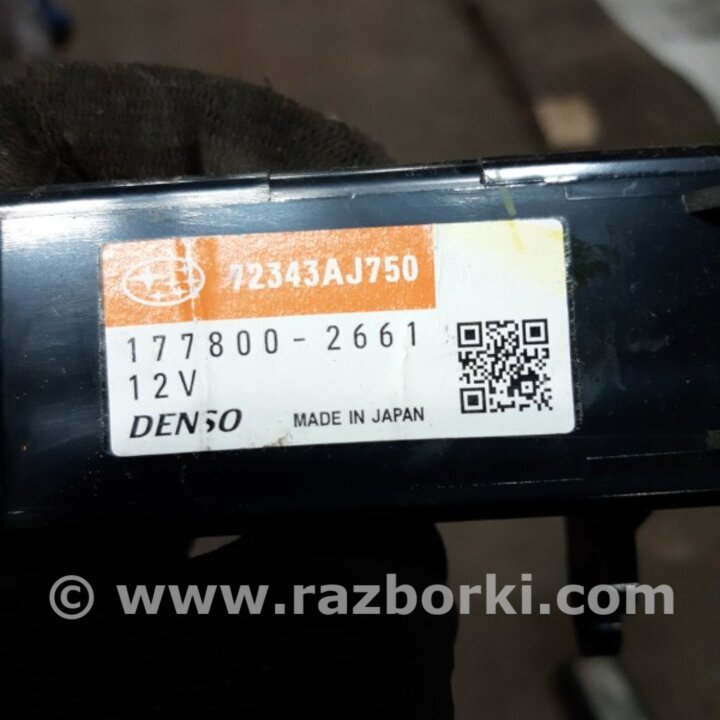 72343AJ750
177800-2661
12V
DENSO MADE IN JAPAN
© www.razborki.com